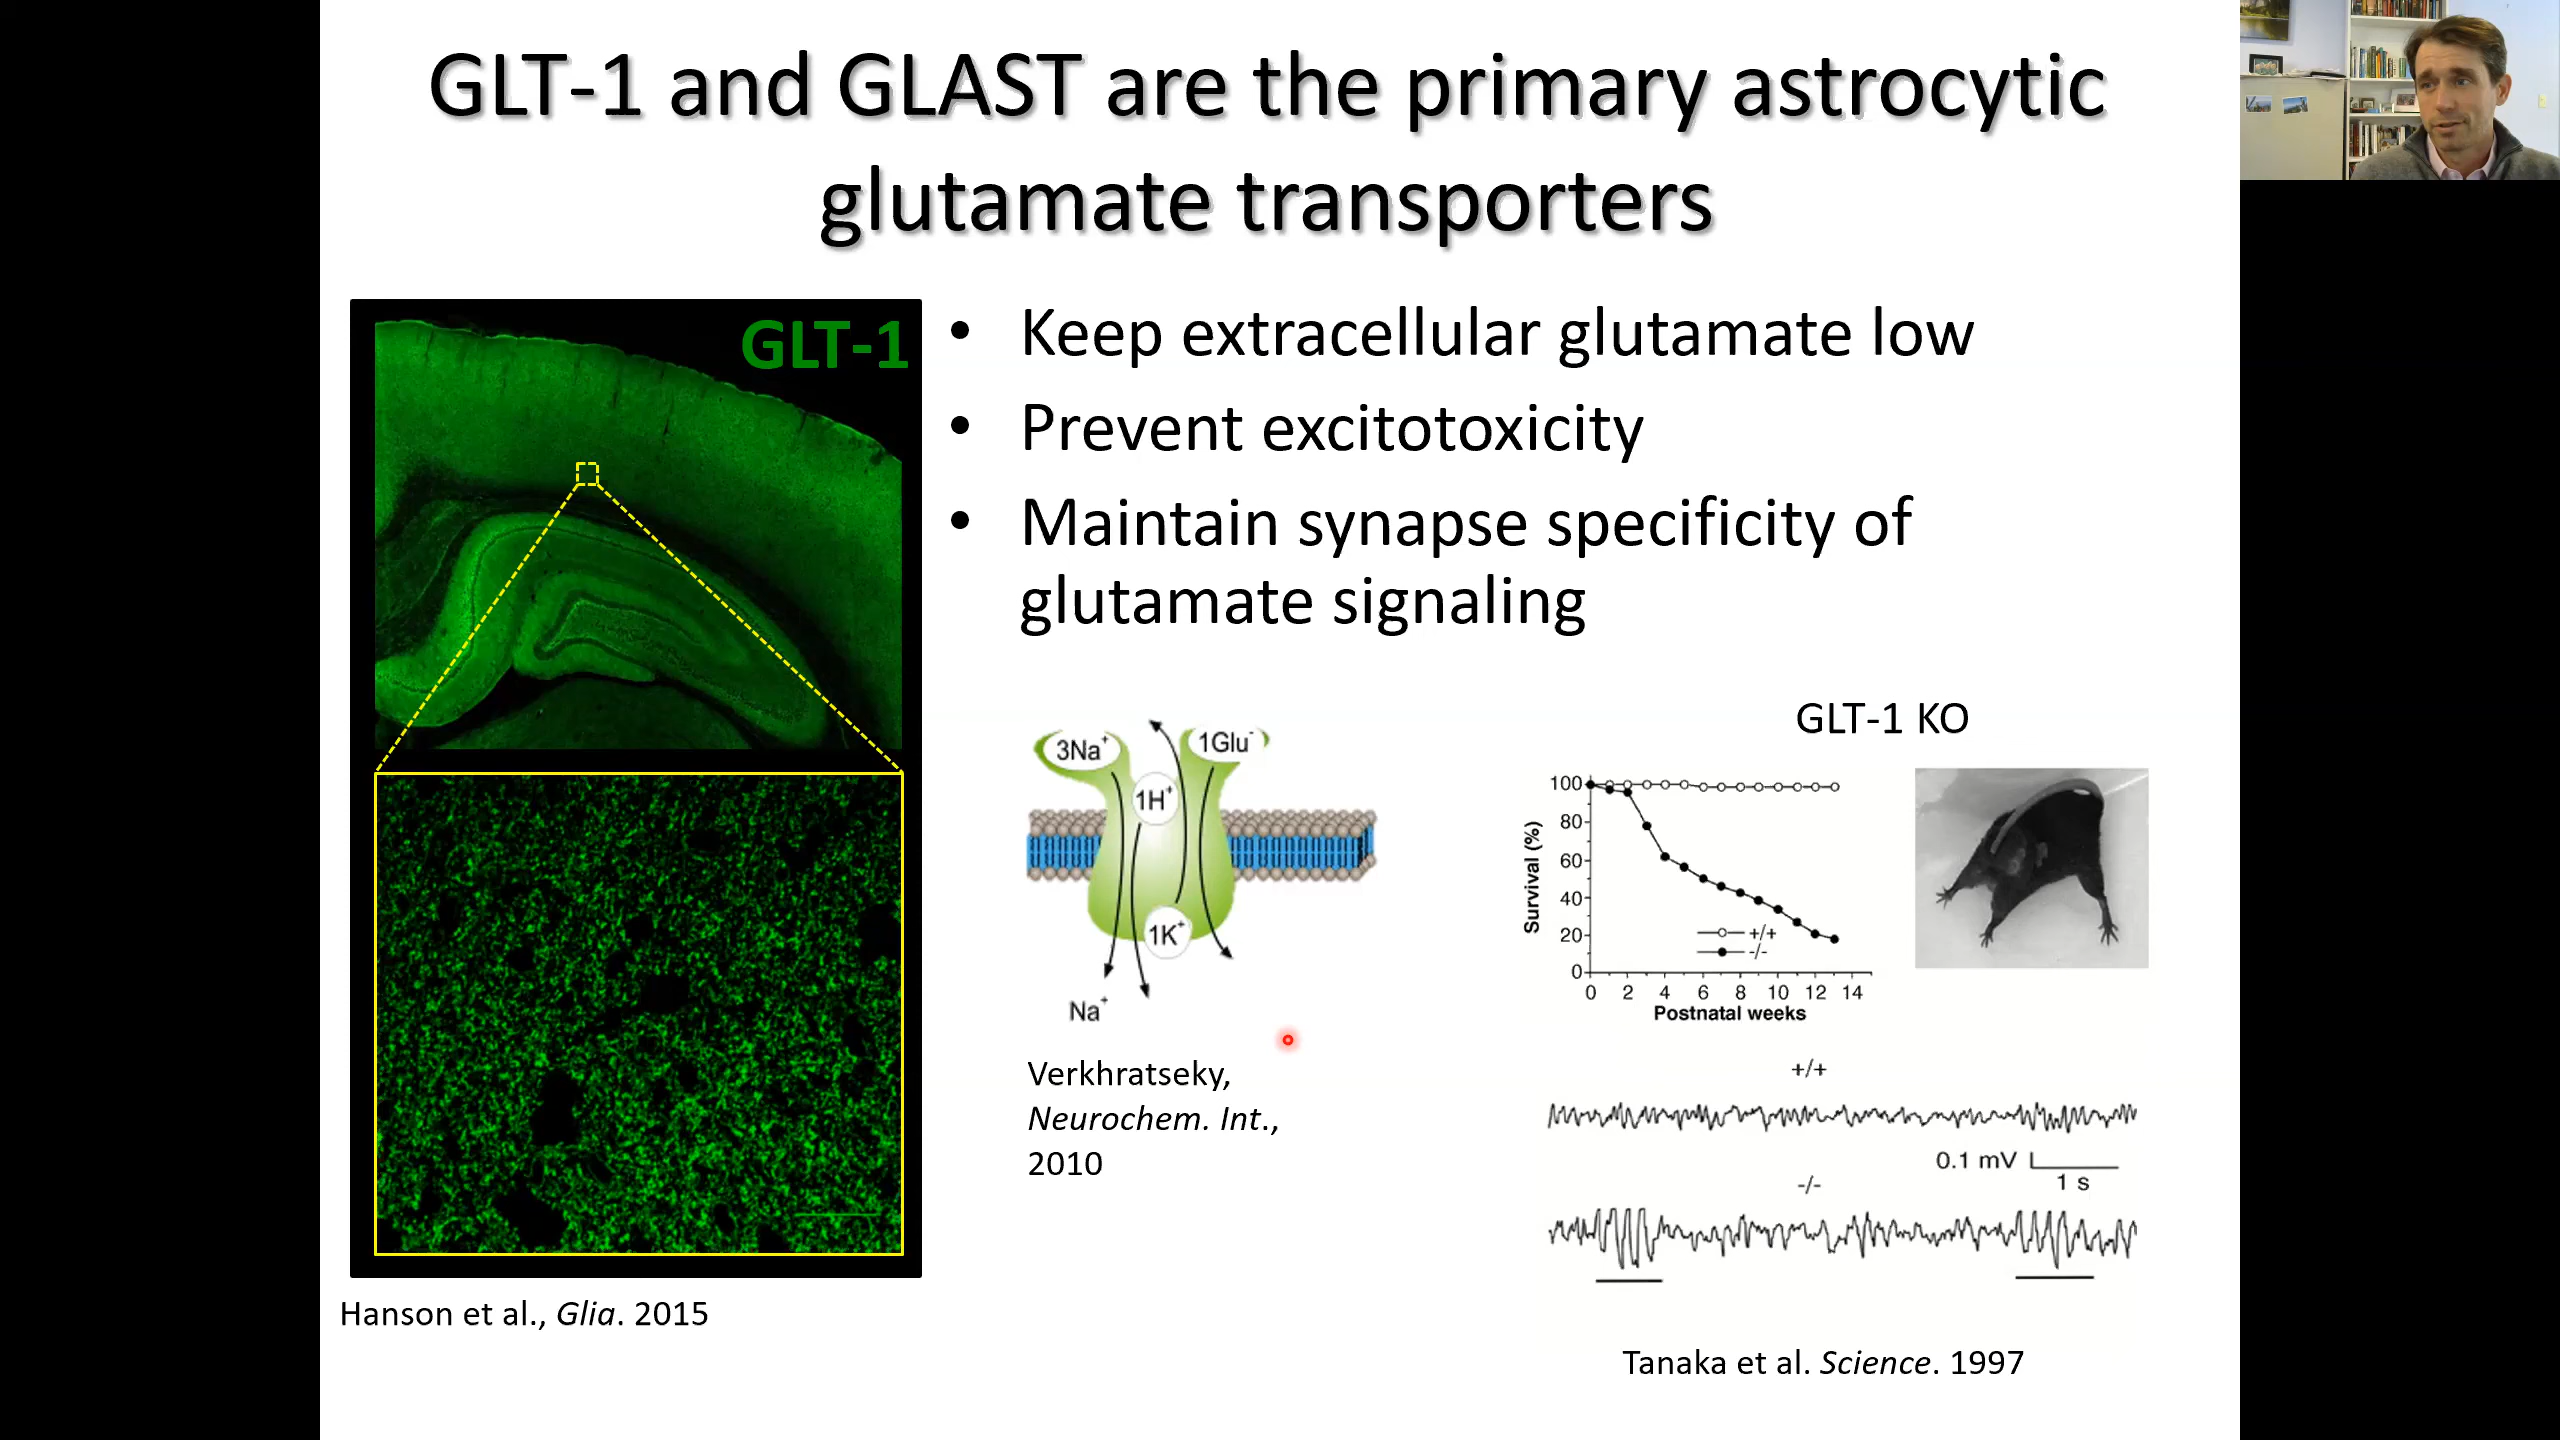 GLT-1 and GLAST are the primary astrocytic
glutamate transporters
GLT-1
• Keep extracellular glutamate low
• Prevent excitotoxicity
• Maintain synapse specificity of
glutamate signaling
3Na⁺
1Glu⁻
1H⁺
1K⁺
Na⁺
Verkhratseky,
Neurochem. Int.,
2010
GLT-1 KO
100
80
60
40
20
0
Survival (%)
+/+
-/-
0 2 4 6 8 10 12 14
Postnatal weeks
+/+
0.1 mV
1 s
-/-
Hanson et al., Glia. 2015
Tanaka et al. Science. 1997